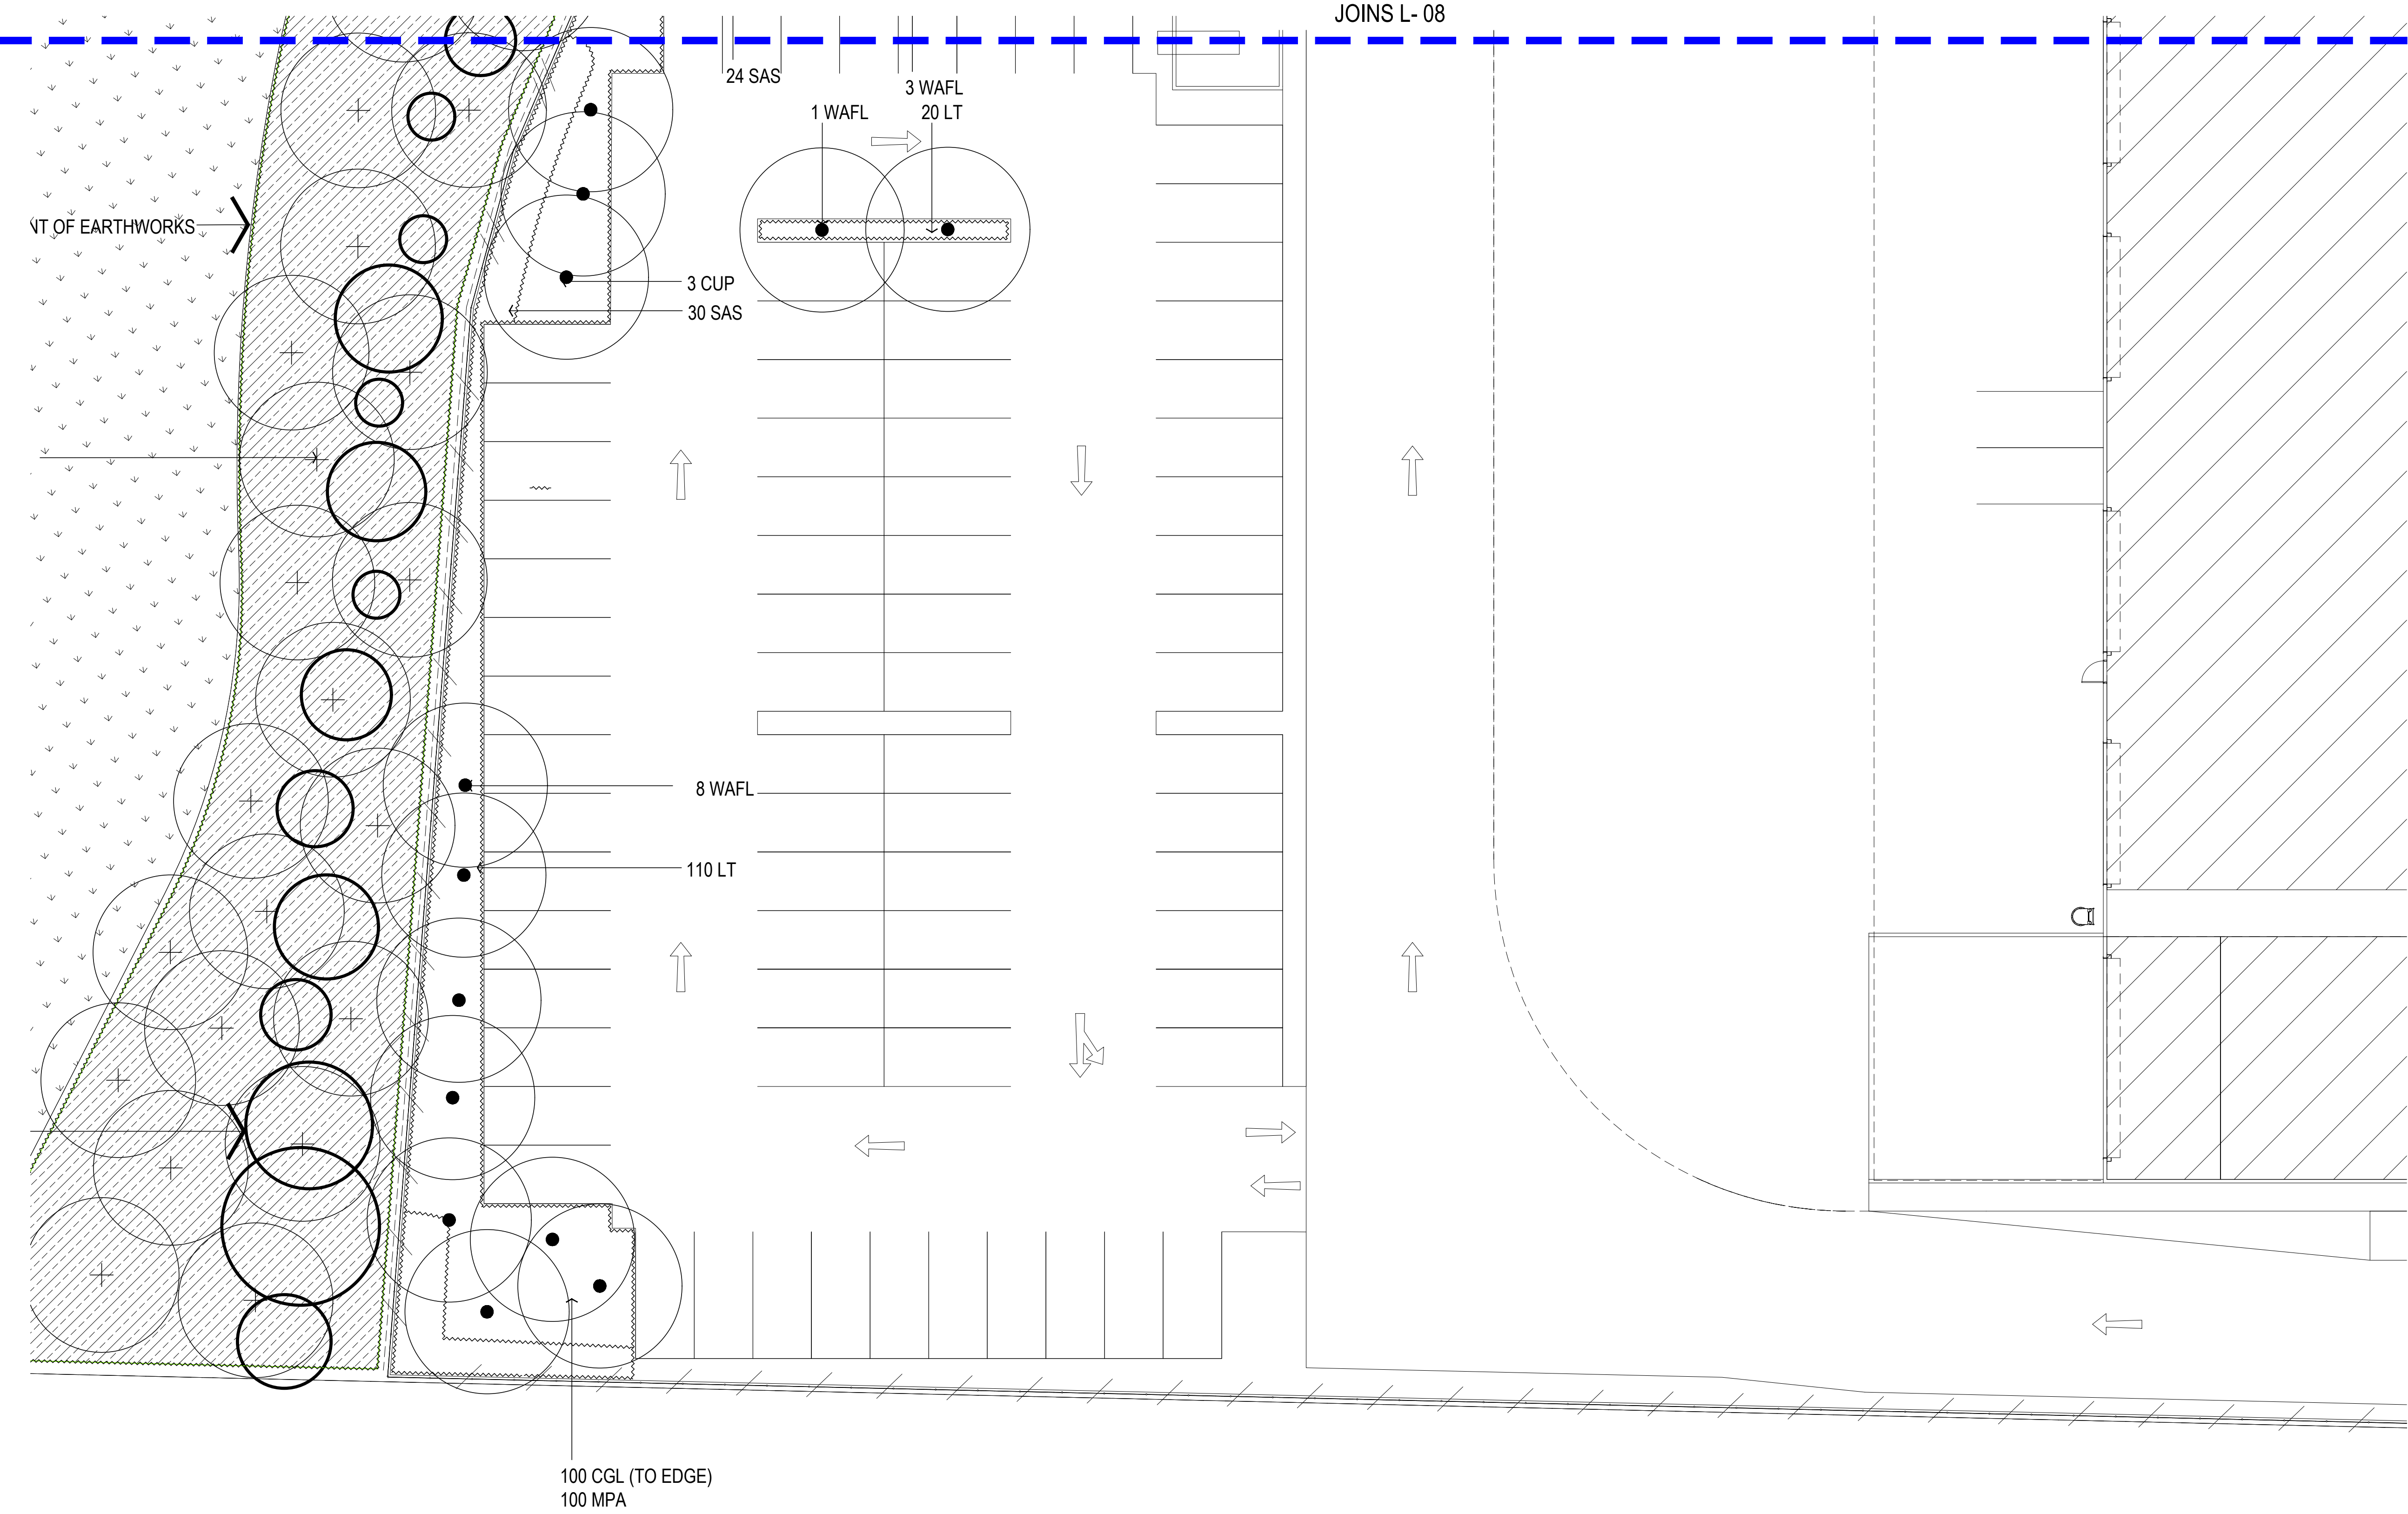 JOINS L- 08
24 SAS
3 WAFL
1 WAFL
20 LT
NT OF EARTHWORKS
3 CUP
30 SAS
8 WAFL
110 LT
100 CGL (TO EDGE)
100 MPA